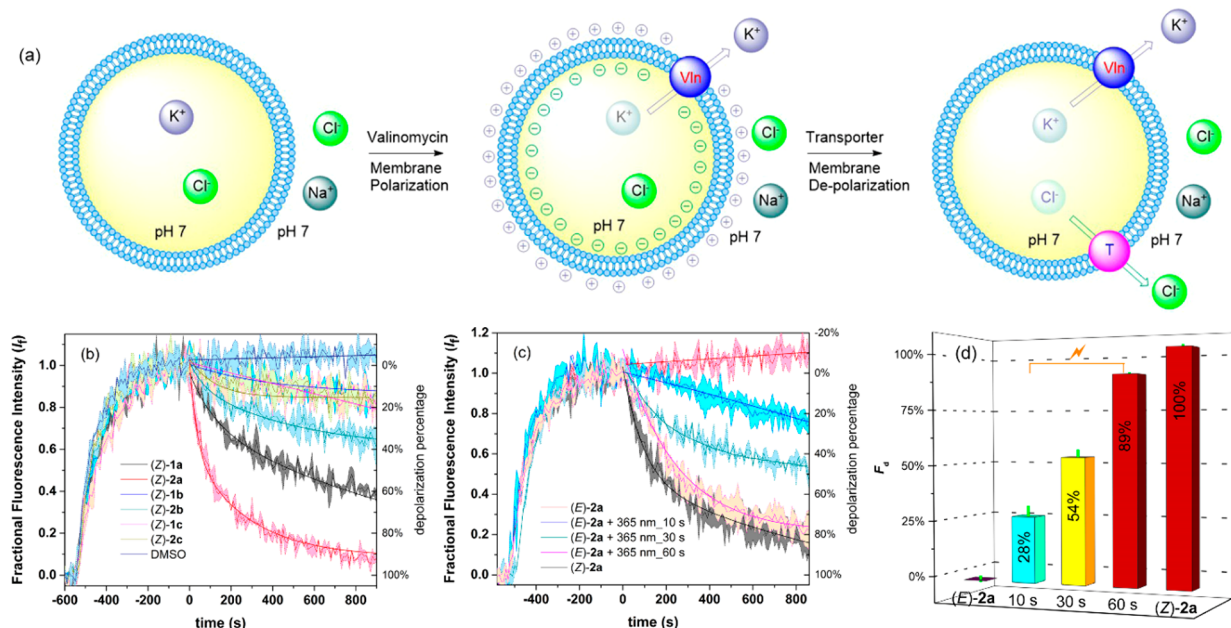 (a)
K⁺
Cl⁻
pH 7
pH 7
Cl⁻
Na⁺
Valinomycin
Membrane
Polarization
Vln
K⁺
K⁺
Cl⁻
pH 7
pH 7
Cl⁻
Na⁺
Transporter
Membrane
De-polarization
Vln
K⁺
K⁺
Cl⁻
pH 7
pH 7
T
Cl⁻
Cl⁻
Na⁺
(b)
Fractional Fluorescence Intensity (If)
1.0
0.8
0.6
0.4
0.2
0.0
(Z)-1a
(Z)-2a
(Z)-1b
(Z)-2b
(Z)-1c
(Z)-2c
DMSO
0%
20%
40%
60%
80%
100%
depolarization percentage
-600 -400 -200 0 200 400 600 800
time (s)
(c)
Fractional Fluorescence Intensity (If)
1.2
1.0
0.8
0.6
0.4
0.2
0.0
(E)-2a
(E)-2a + 365 nm_10 s
(E)-2a + 365 nm_30 s
(E)-2a + 365 nm_60 s
(Z)-2a
-20%
0%
20%
40%
60%
80%
100%
depolarization percentage
-400 -200 0 200 400 600 800
time (s)
(d)
Fd
100%
75%
50%
25%
0%
28%
54%
89%
100%
(E)-2a 10 s 30 s 60 s (Z)-2a